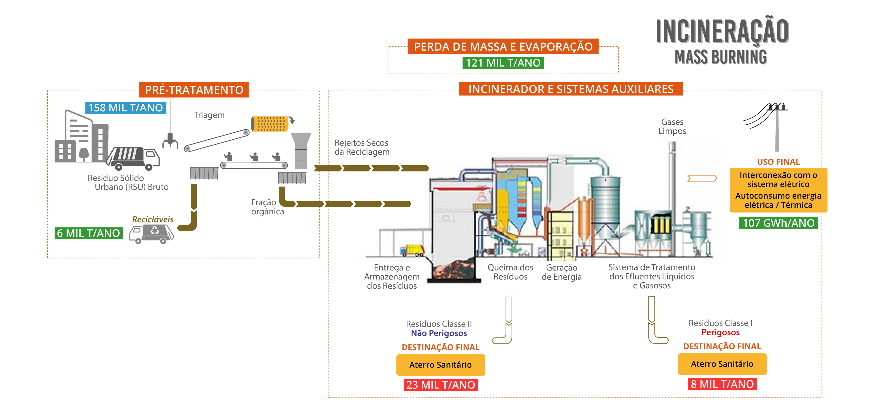 INCINERAÇÃO
MASS BURNING
PERDA DE MASSA E EVAPORAÇÃO
121 MIL T/ANO
PRÉ-TRATAMENTO
158 MIL T/ANO
Triagem
Resíduo Sólido
Urbano (RSU) Bruto
Recicláveis
6 MIL T/ANO
Fração
orgânica
Rejeitos Secos
da Reciclagem
INCINERADOR E SISTEMAS AUXILIARES
Gases
Limpos
Entrega e
Armazenagem
dos Resíduos
Queima dos
Resíduos
Geração
de Energia
Sistema de Tratamento
dos Efluentes Líquidos
e Gasosos
USO FINAL
Interconexão com o
sistema elétrico
Autoconsumo energia
elétrica / Térmica
107 GWh/ANO
Resíduos Classe II
Não Perigosos
DESTINAÇÃO FINAL
Aterro Sanitário
23 MIL T/ANO
Resíduos Classe I
Perigosos
DESTINAÇÃO FINAL
Aterro Sanitário
8 MIL T/ANO